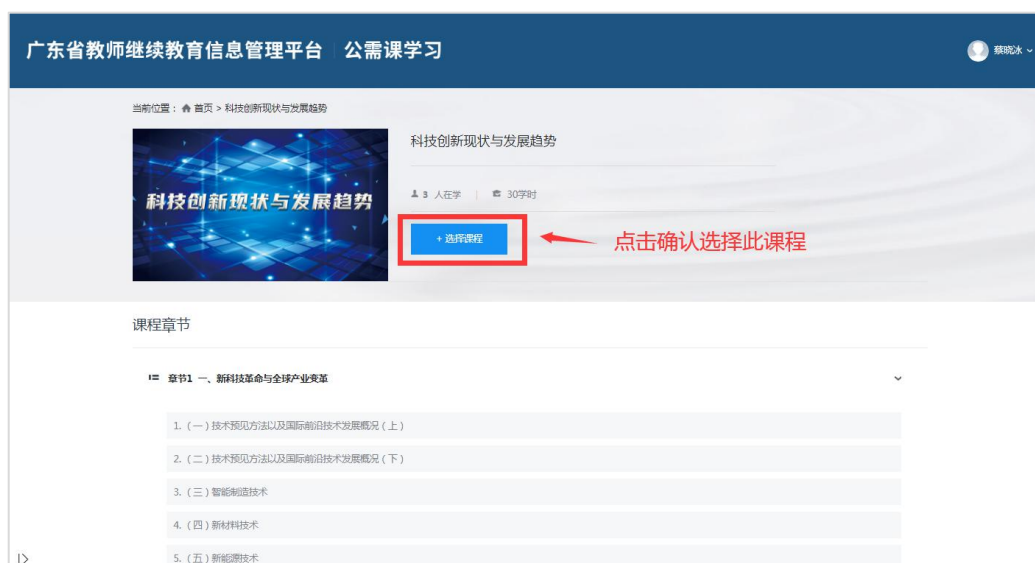 广东省教师继续教育信息管理平台 公需课学习
蔡晓冰
当前位置： 首页 > 科技创新现状与发展趋势
科技创新现状与发展趋势
科技创新现状与发展趋势
3 人在学 | 30学时
+ 选择课程
点击确认选择此课程
课程章节
章节1 一、新科技革命与全球产业变革
1.（一）技术预见方法以及国际前沿技术发展概况（上）
2.（二）技术预见方法以及国际前沿技术发展概况（下）
3.（三）智能制造技术
4.（四）新材料技术
5.（五）新能源技术